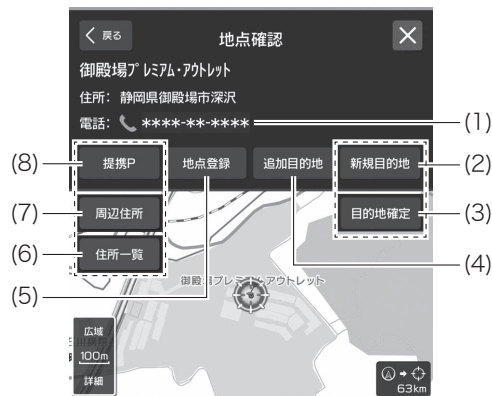 戻る
地点確認
御殿場プレミアム・アウトレット
住所: 静岡県御殿場市深沢
電話: ****-**-****
(1)
(8)
提携P
地点登録
追加目的地
新規目的地
(2)
(7)
周辺住所
目的地確定
(3)
(6)
住所一覧
(4)
(5)
御殿場プレミアムアウトレット
広域
100m
詳細
63km